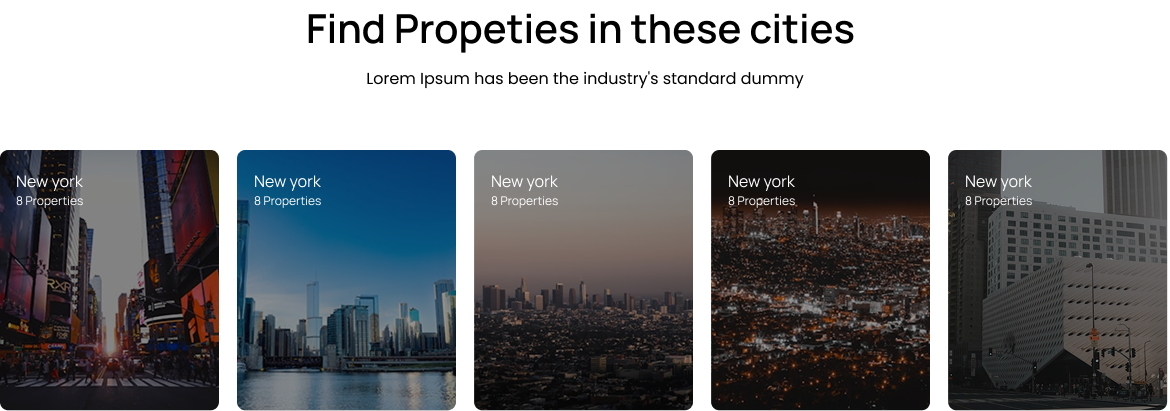 Find Propeties in these cities
Lorem Ipsum has been the industry's standard dummy
New york
8 Properties
New york
8 Properties
New york
8 Properties
New york
8 Properties
New york
8 Properties